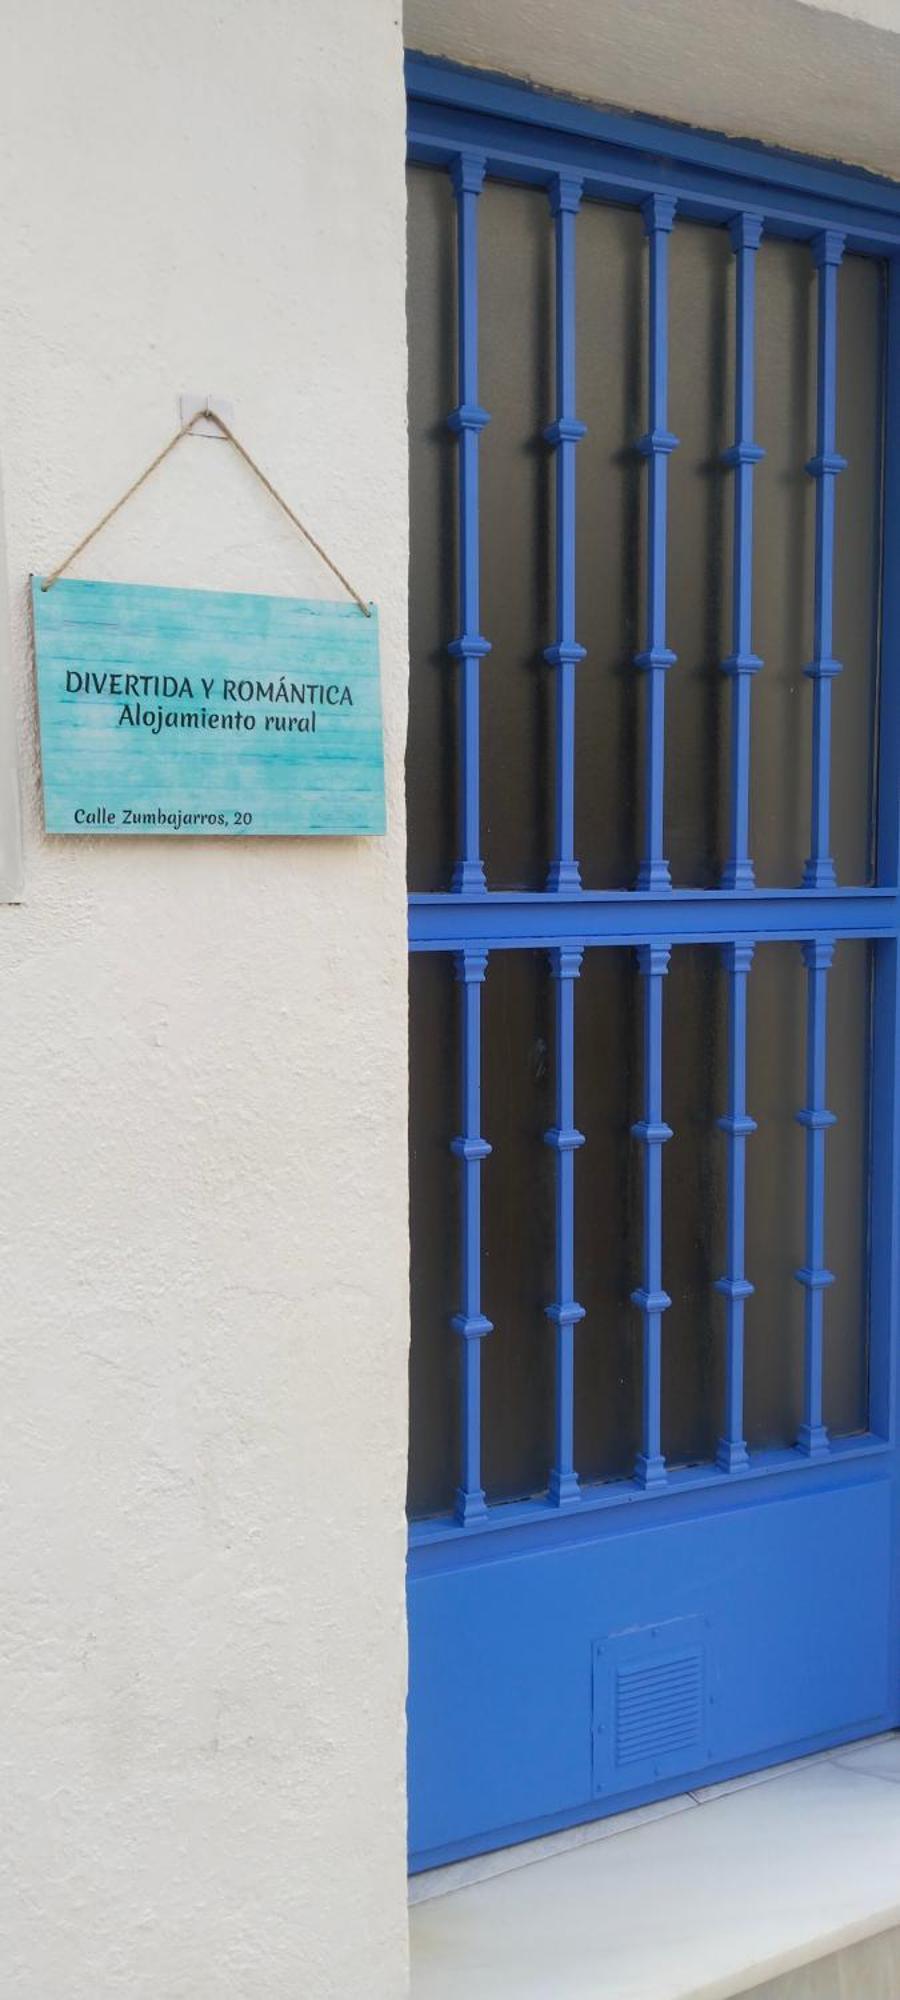 DIVERTIDA Y ROMÁNTICA
Alojamiento rural
Calle Zumbajarros, 20